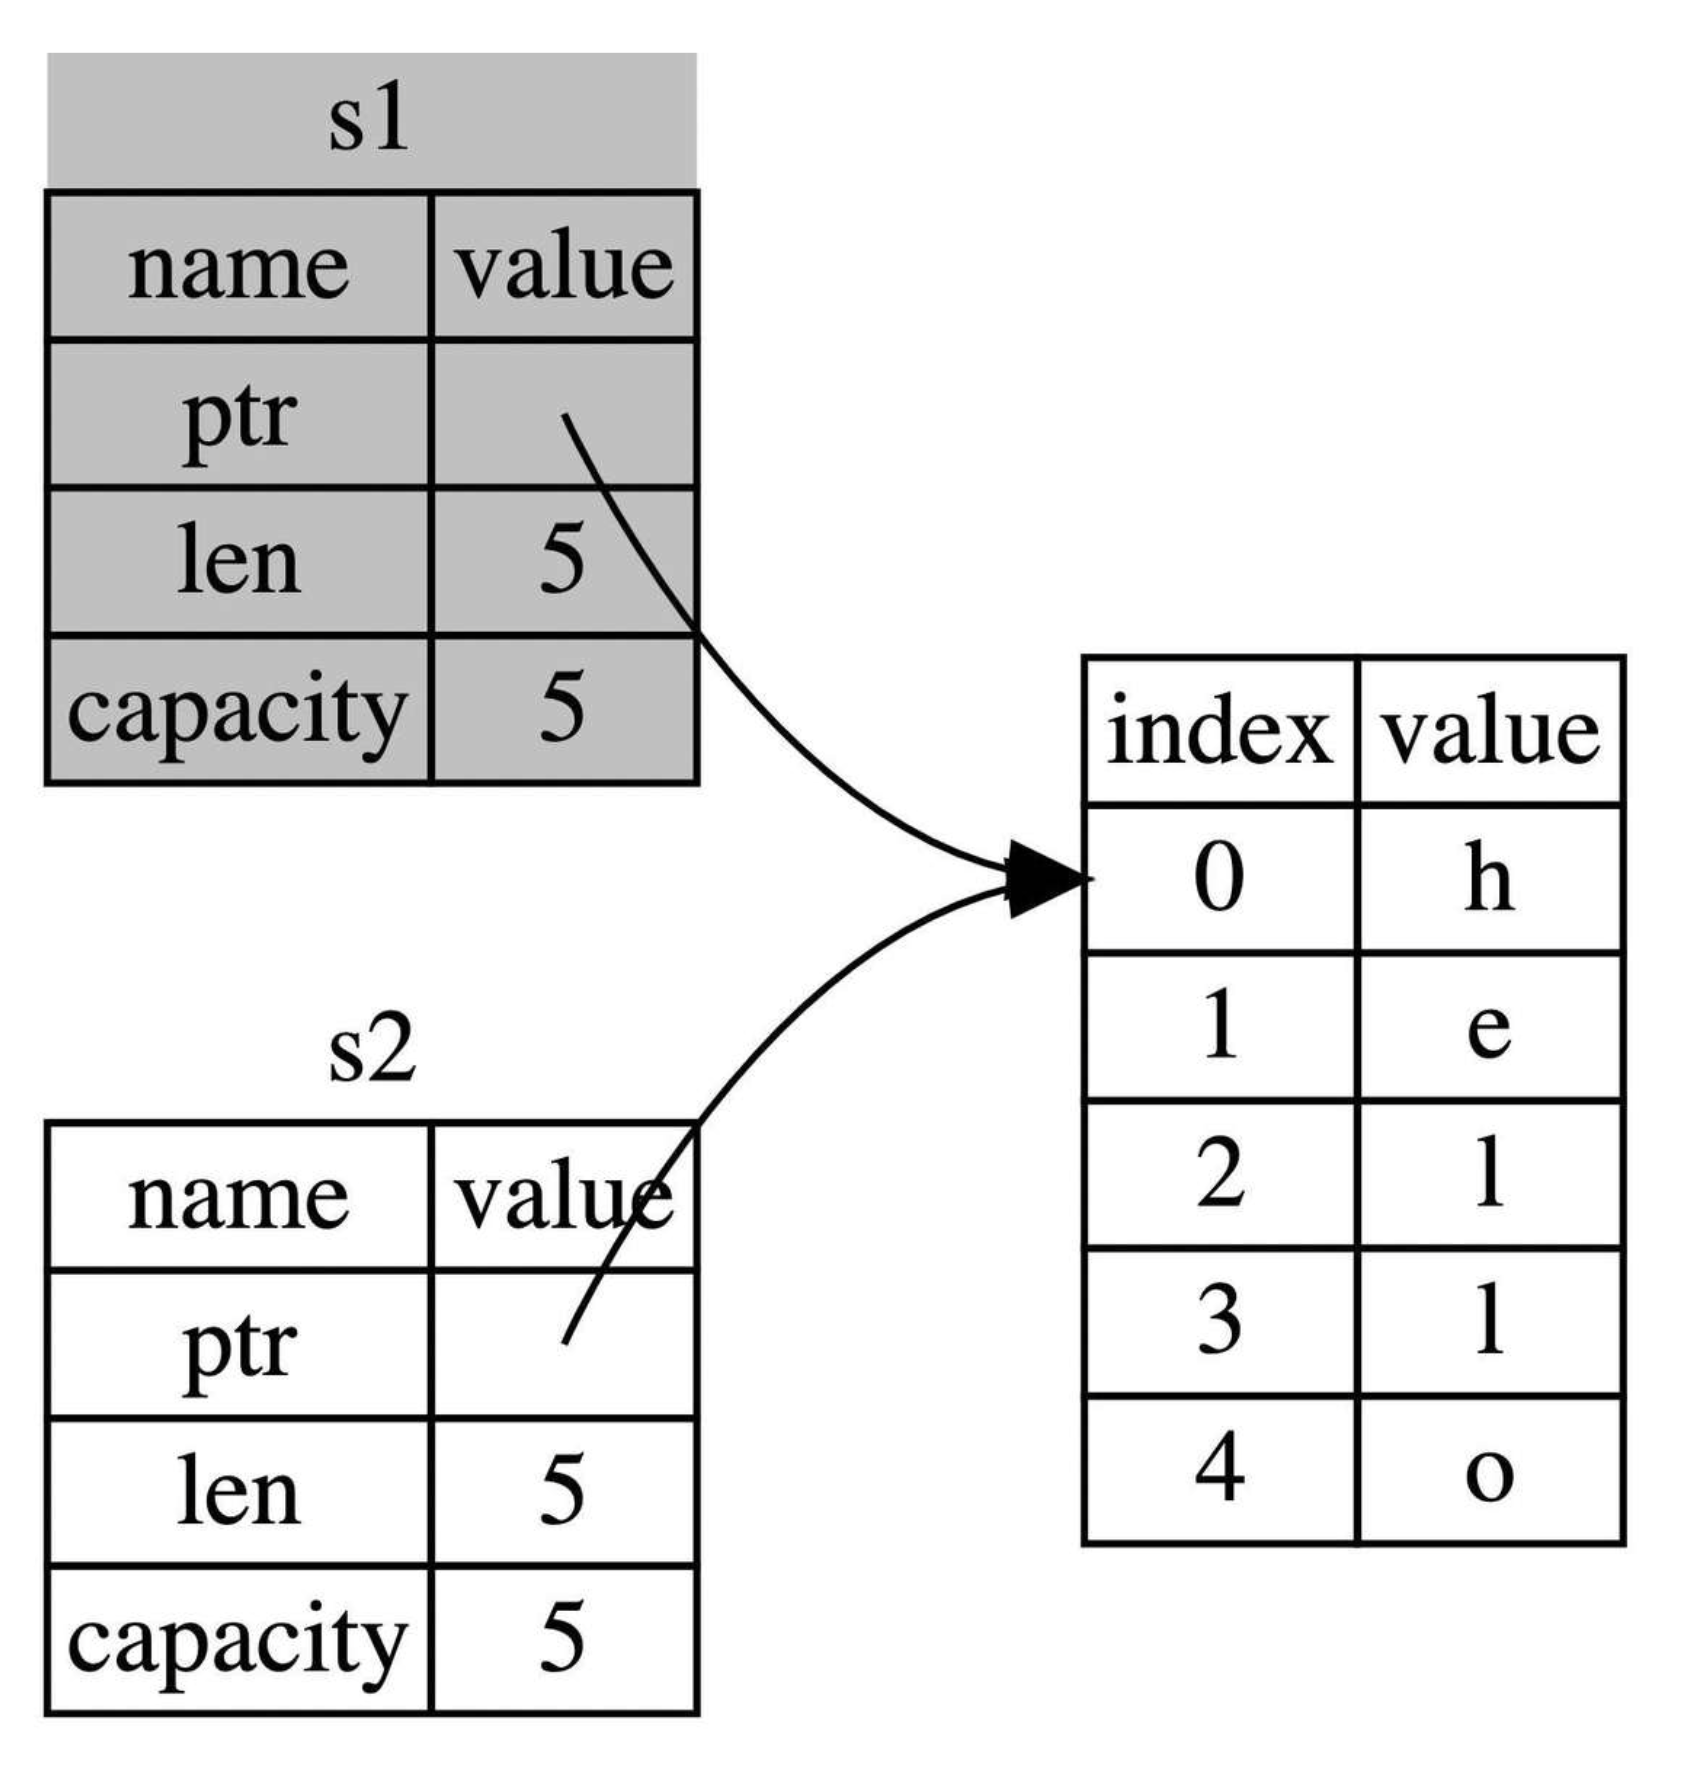 s1
name value
ptr
len 5
capacity 5
s2
name value
ptr
len 5
capacity 5
index value
0 h
1 e
2 l
3 l
4 o